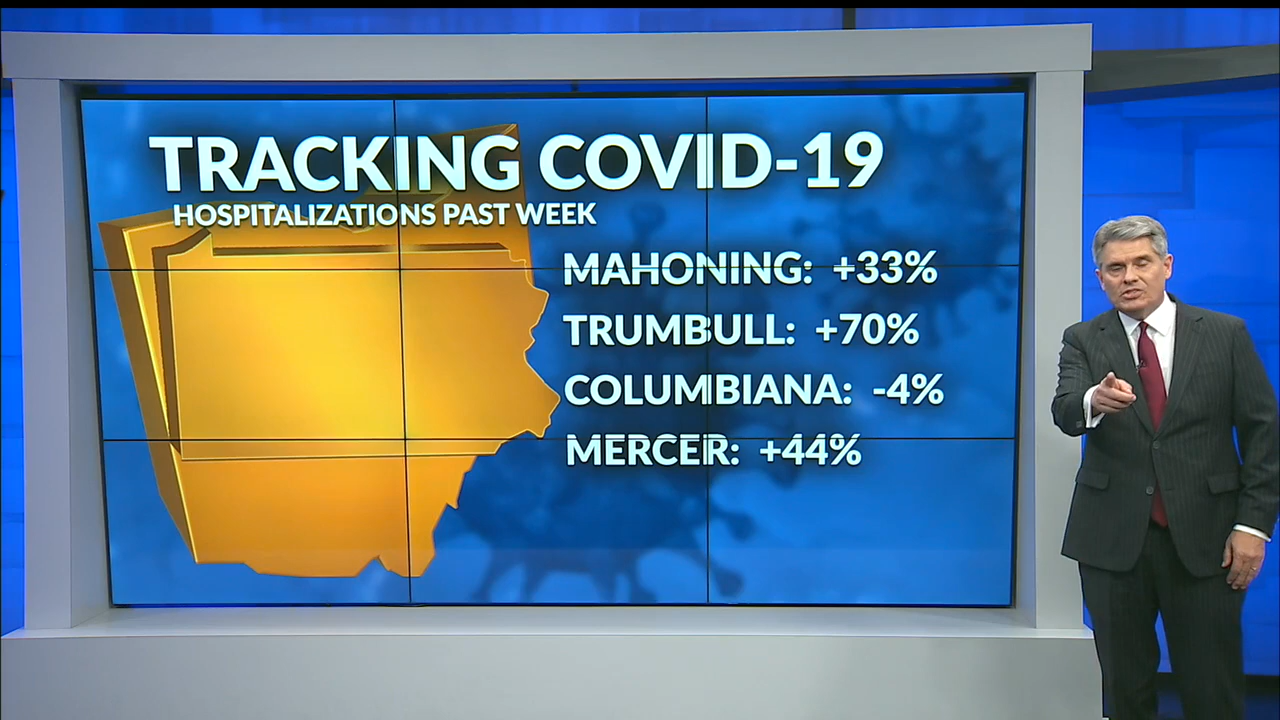 TRACKING COVID-19
HOSPITALIZATIONS PAST WEEK
MAHONING: +33%
TRUMBULL: +70%
COLUMBIANA: -4%
MERCER: +44%